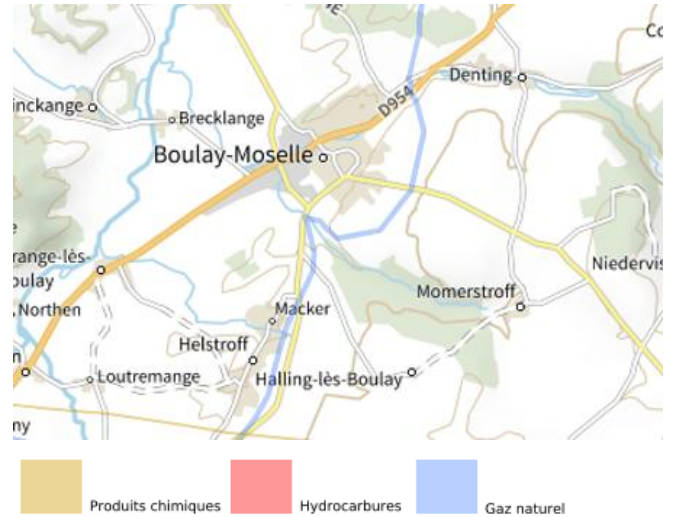 Denting
inckange
D954
Brecklange
Boulay-Moselle
range-lès-
oulay
Niedervis
Momerstroff
Northen
Macker
Helstroff
Halling-lès-Boulay
Loutremange
ny
Produits chimiques
Hydrocarbures
Gaz naturel